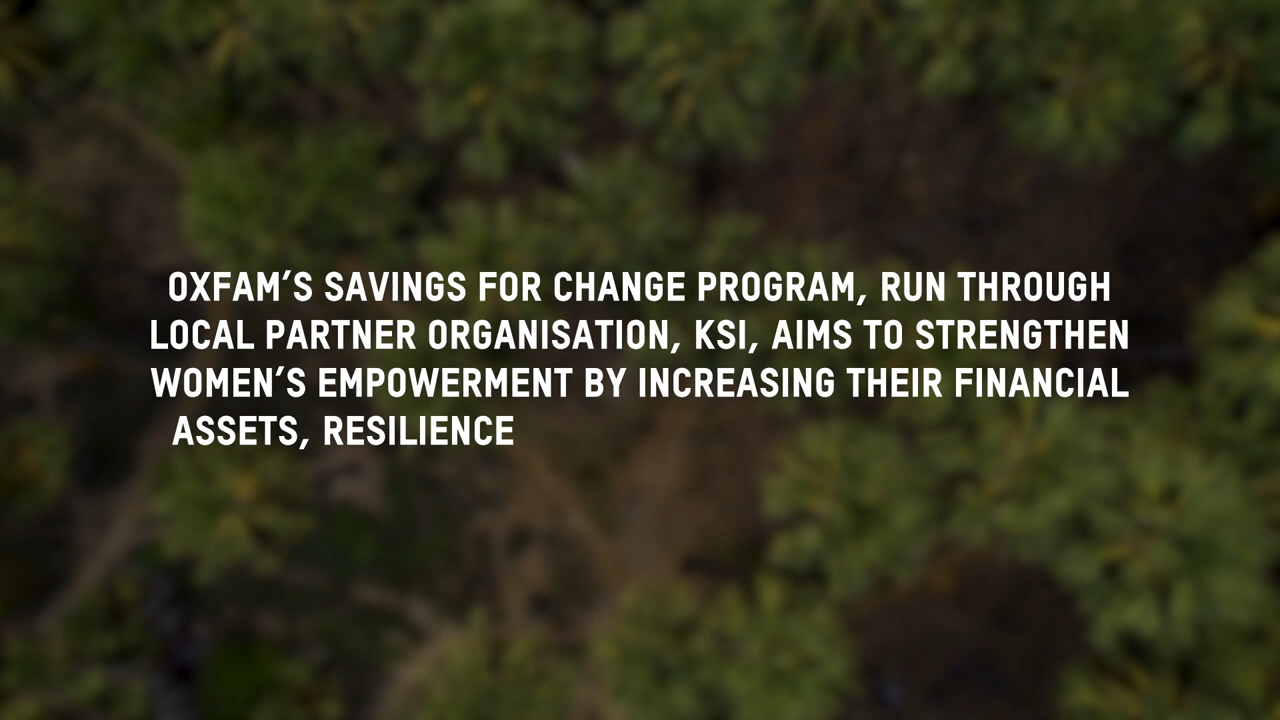 OXFAM’S SAVINGS FOR CHANGE PROGRAM, RUN THROUGH
LOCAL PARTNER ORGANISATION, KSI, AIMS TO STRENGTHEN
WOMEN’S EMPOWERMENT BY INCREASING THEIR FINANCIAL
ASSETS, RESILIENCE